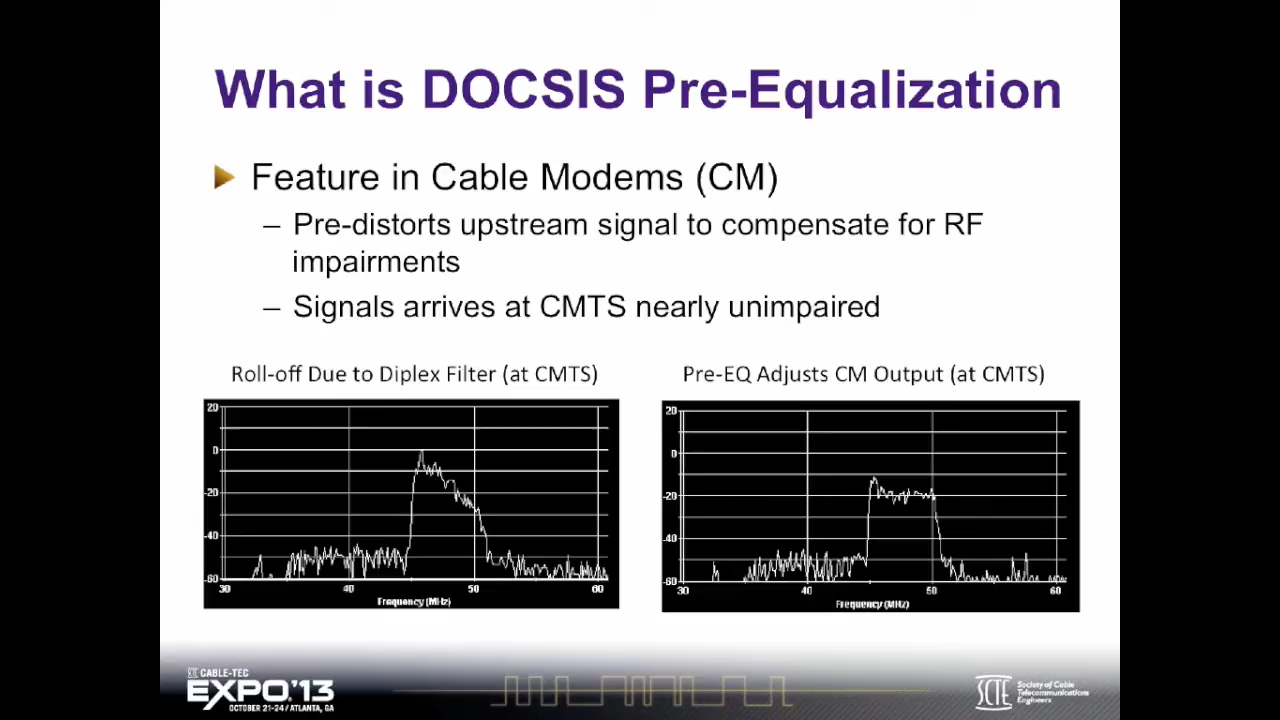 What is DOCSIS Pre-Equalization
Feature in Cable Modems (CM)
– Pre-distorts upstream signal to compensate for RF
impairments
– Signals arrives at CMTS nearly unimpaired
Roll-off Due to Diplex Filter (at CMTS)
20
0
-20
-40
-60
30 40 50 60
Frequency (MHz)
Pre-EQ Adjusts CM Output (at CMTS)
20
0
-20
-40
-60
30 40 50 60
Frequency (MHz)
SCTE CABLE-TEC
EXPO'13
OCTOBER 21-24 / ATLANTA, GA
SCTE
Society of Cable
Telecommunications
Engineers